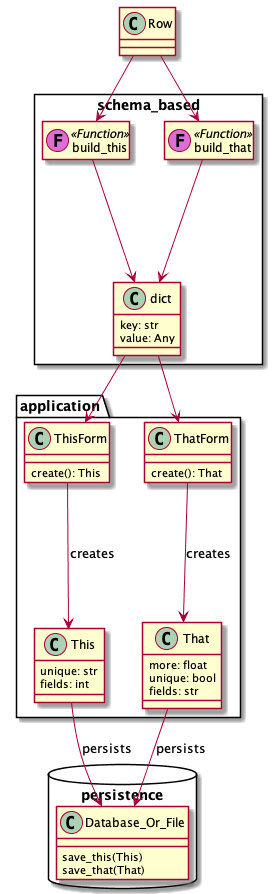 C Row
schema_based
F «Function»
build_this
F «Function»
build_that
C dict
key: str
value: Any
application
C ThisForm
create(): This
C ThatForm
create(): That
creates
creates
C This
unique: str
fields: int
C That
more: float
unique: bool
fields: str
persists
persists
persistence
C Database_Or_File
save_this(This)
save_that(That)